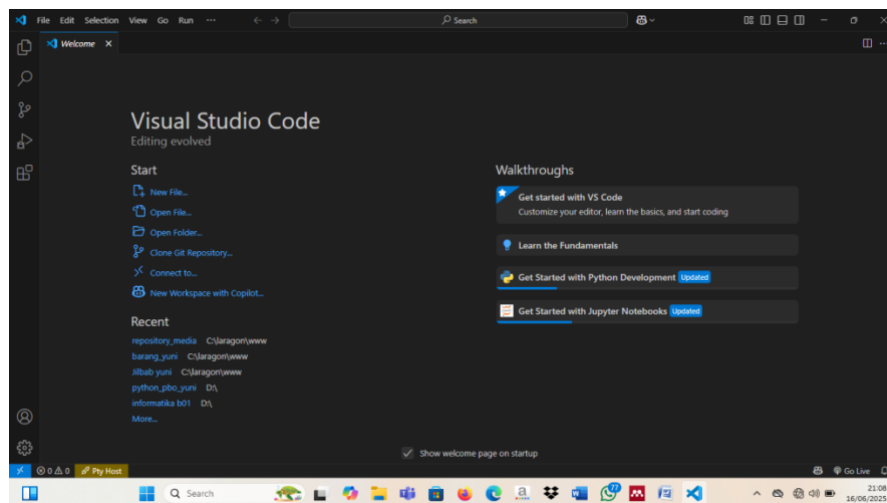 File Edit Selection View Go Run ··· Search
Welcome
Visual Studio Code
Editing evolved
Start
New File...
Open File...
Open Folder...
Clone Git Repository...
Connect to...
New Workspace with Copilot...
Recent
repository_media C:\laragon\www
barang_yuni C:\laragon\www
Jilbab yuni C:\laragon\www
python_pbo_yuni D:\
informatika b01 D:\
More...
Walkthroughs
Get started with VS Code
Customize your editor, learn the basics, and start coding
Learn the Fundamentals
Get Started with Python Development Updated
Get Started with Jupyter Notebooks Updated
Show welcome page on startup
0 0 Pty Host Go Live
Search 21:08
16/06/2025